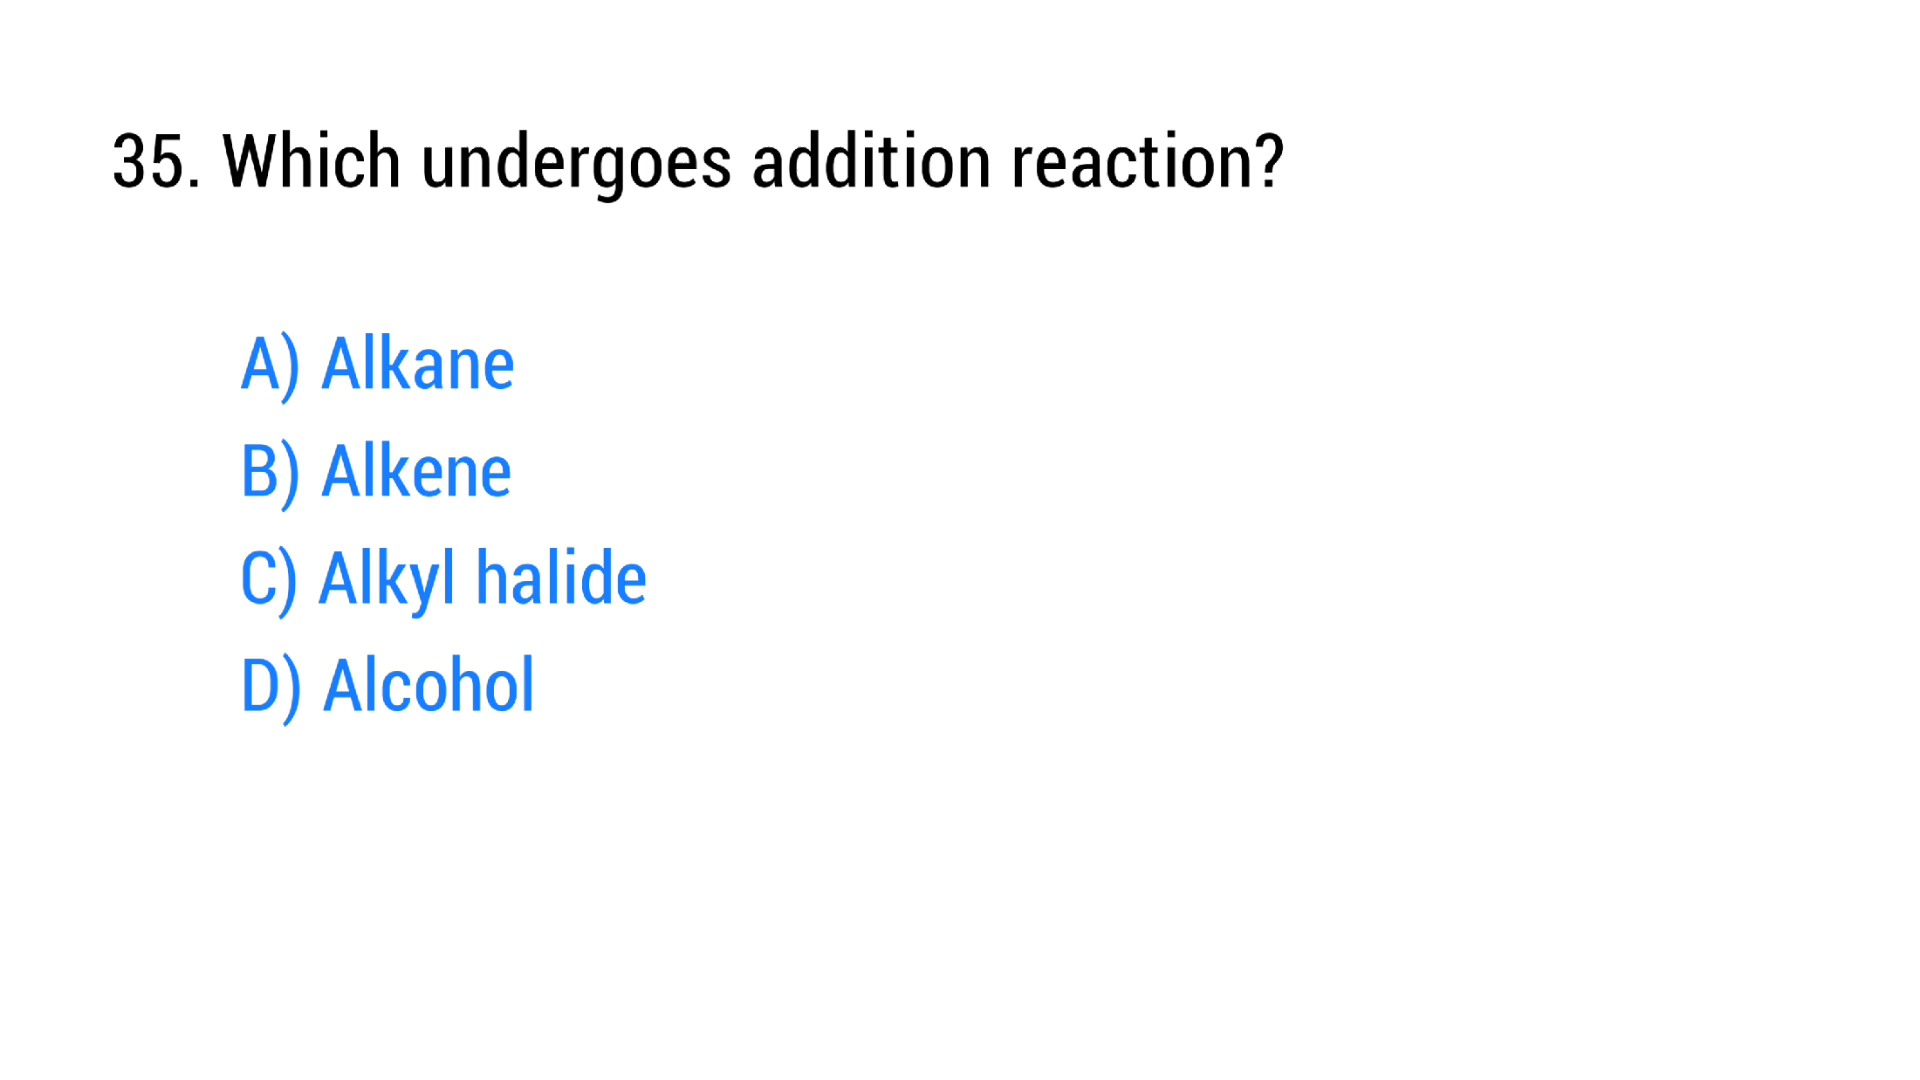 35. Which undergoes addition reaction?
A) Alkane
B) Alkene
C) Alkyl halide
D) Alcohol